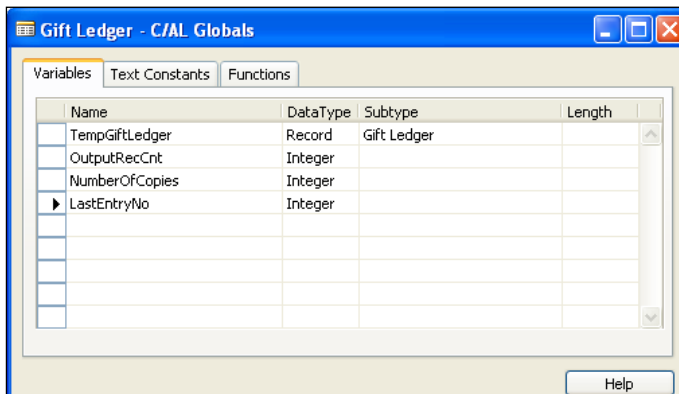 Gift Ledger - C/AL Globals
Variables Text Constants Functions
Name DataType Subtype Length
TempGiftLedger Record Gift Ledger
OutputRecCnt Integer
NumberOfCopies Integer
LastEntryNo Integer
Help